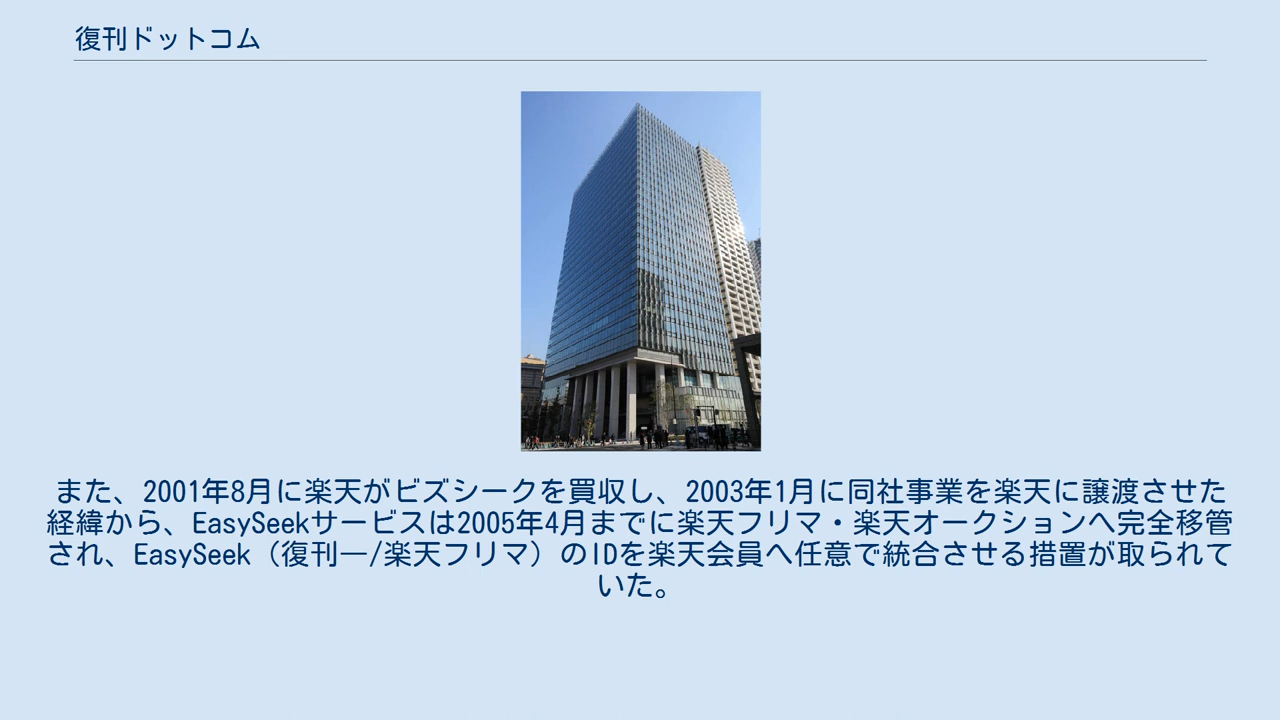 復刊ドットコム
また、2001年8月に楽天がビズシークを買収し、2003年1月に同社事業を楽天に譲渡させた
経緯から、EasySeekサービスは2005年4月までに楽天フリマ・楽天オークションへ完全移管
され、EasySeek（復刊―/楽天フリマ）のIDを楽天会員へ任意で統合させる措置が取られて
いた。